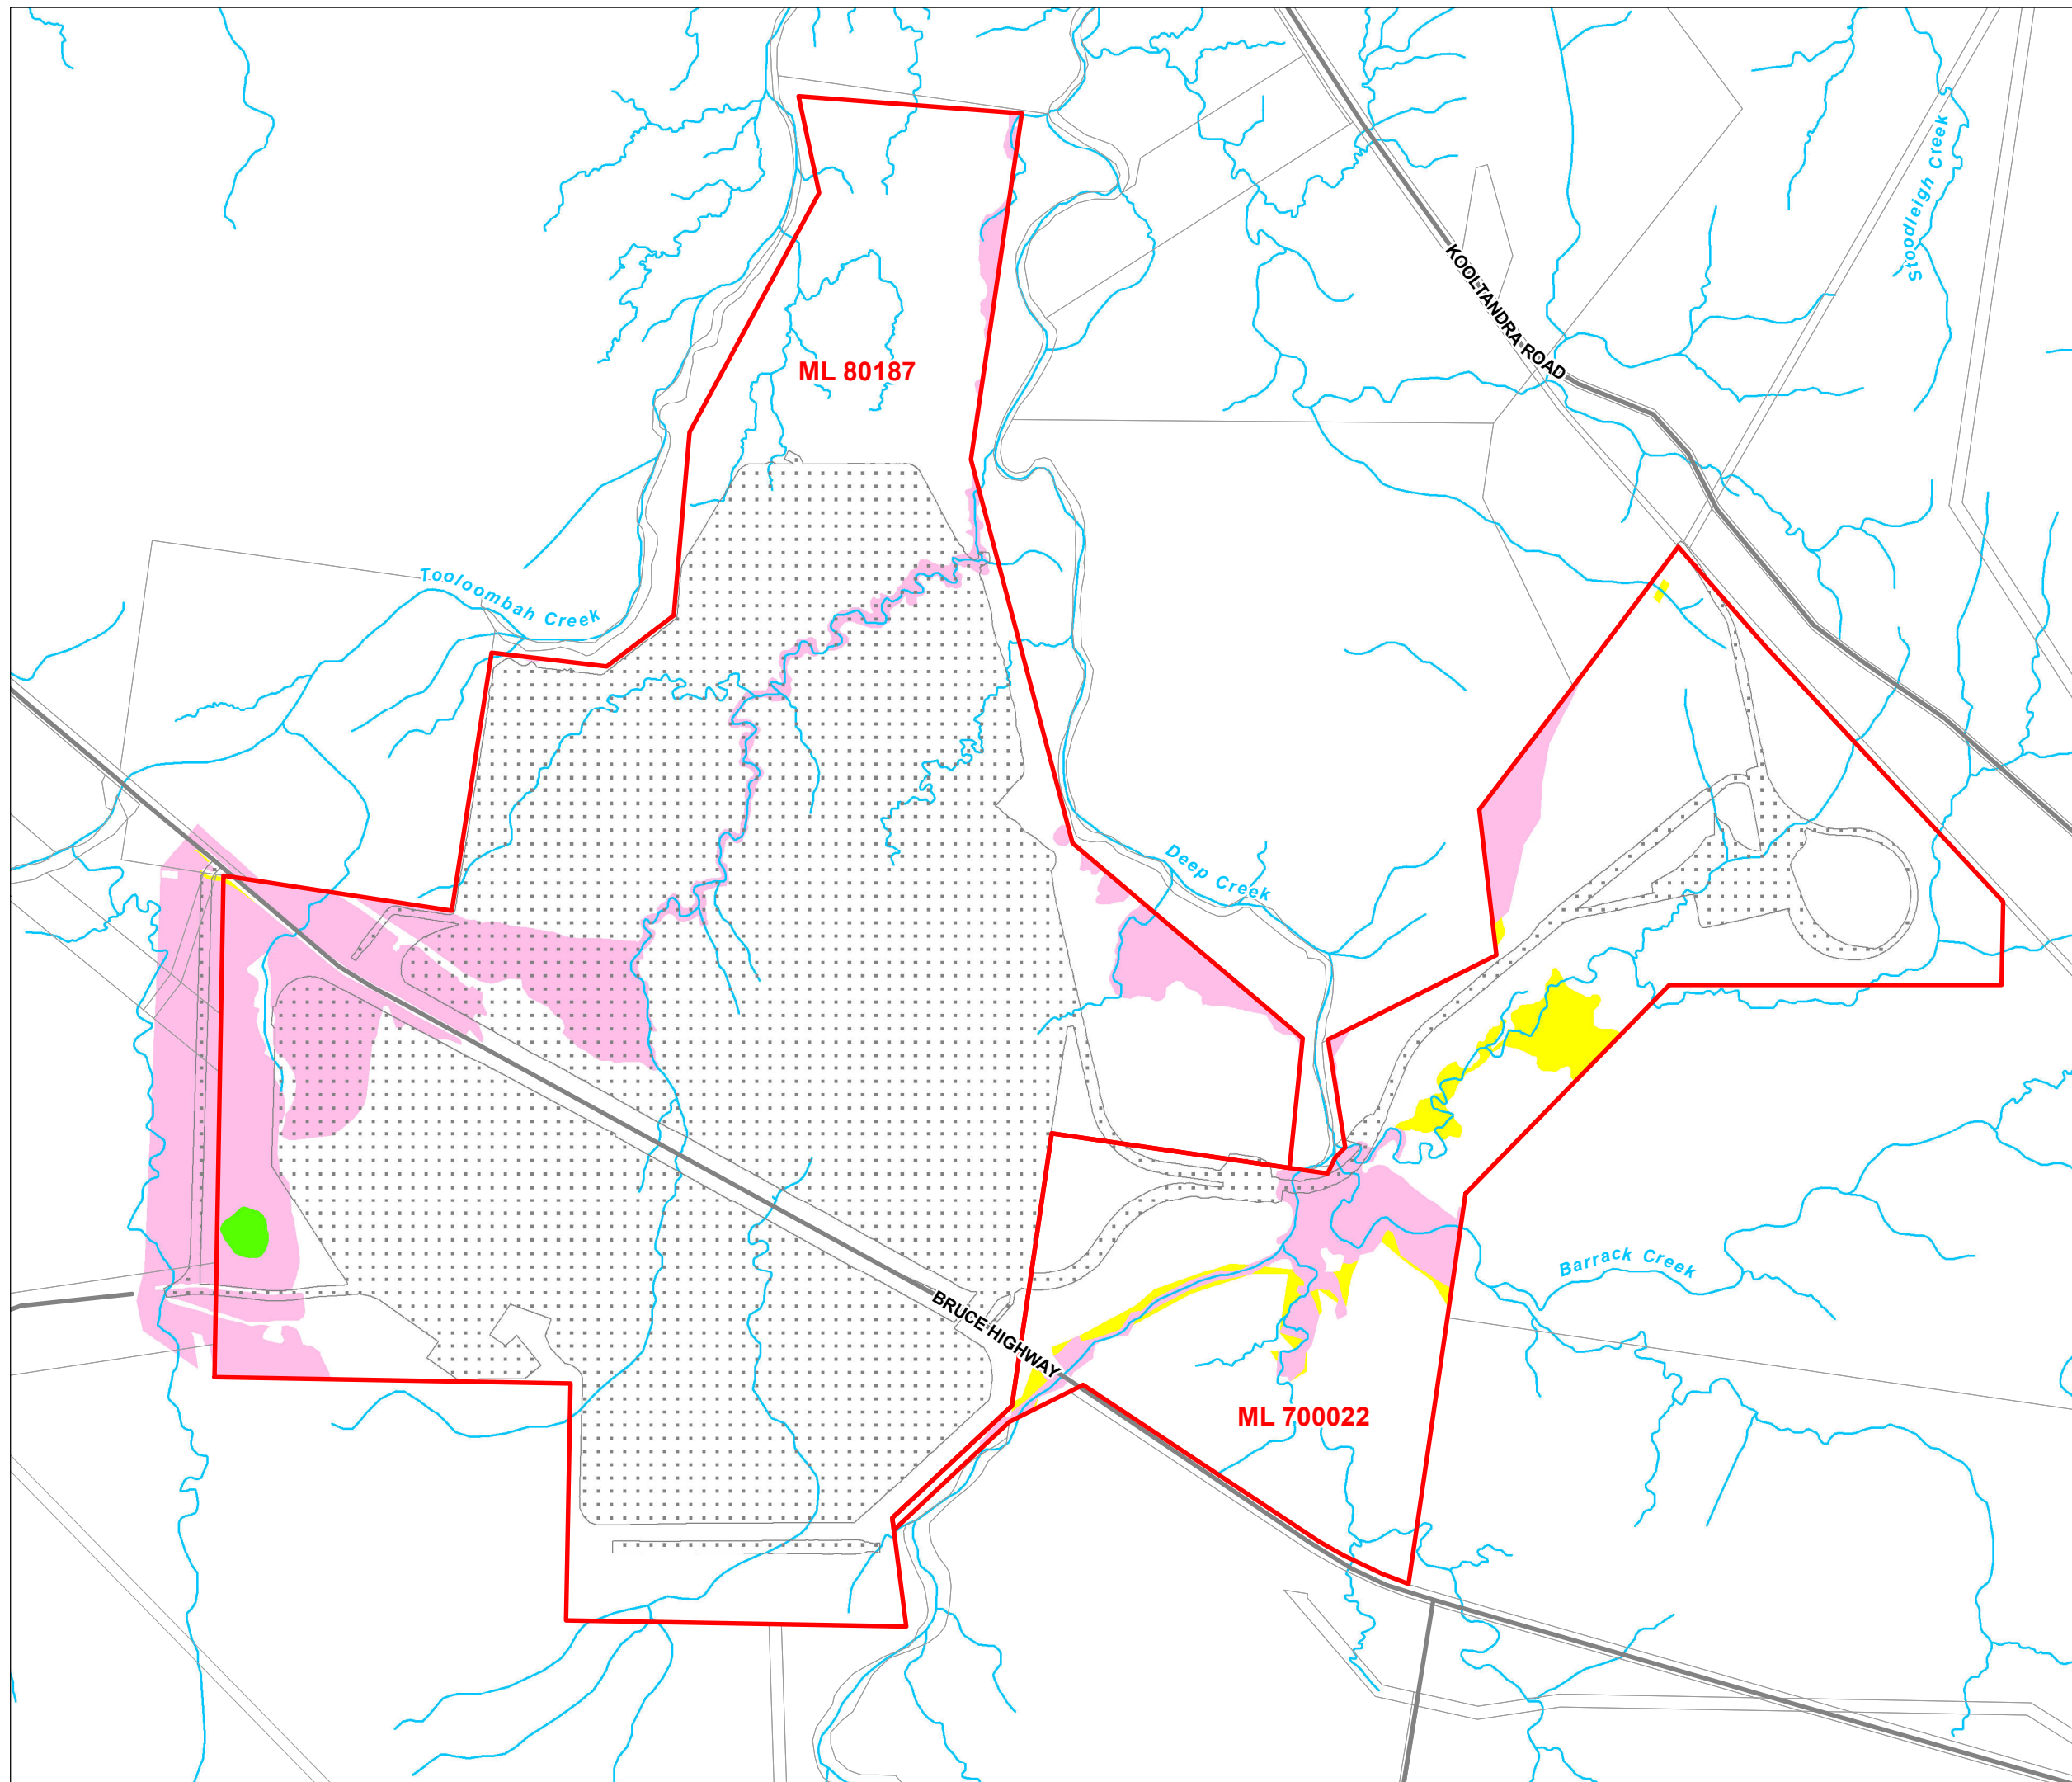 Stoodleigh Creek
KOOLTANDRA ROAD
ML 80187
Tooloombah Creek
Deep Creek
Barrack Creek
BRUCE HIGHWAY
ML 700022